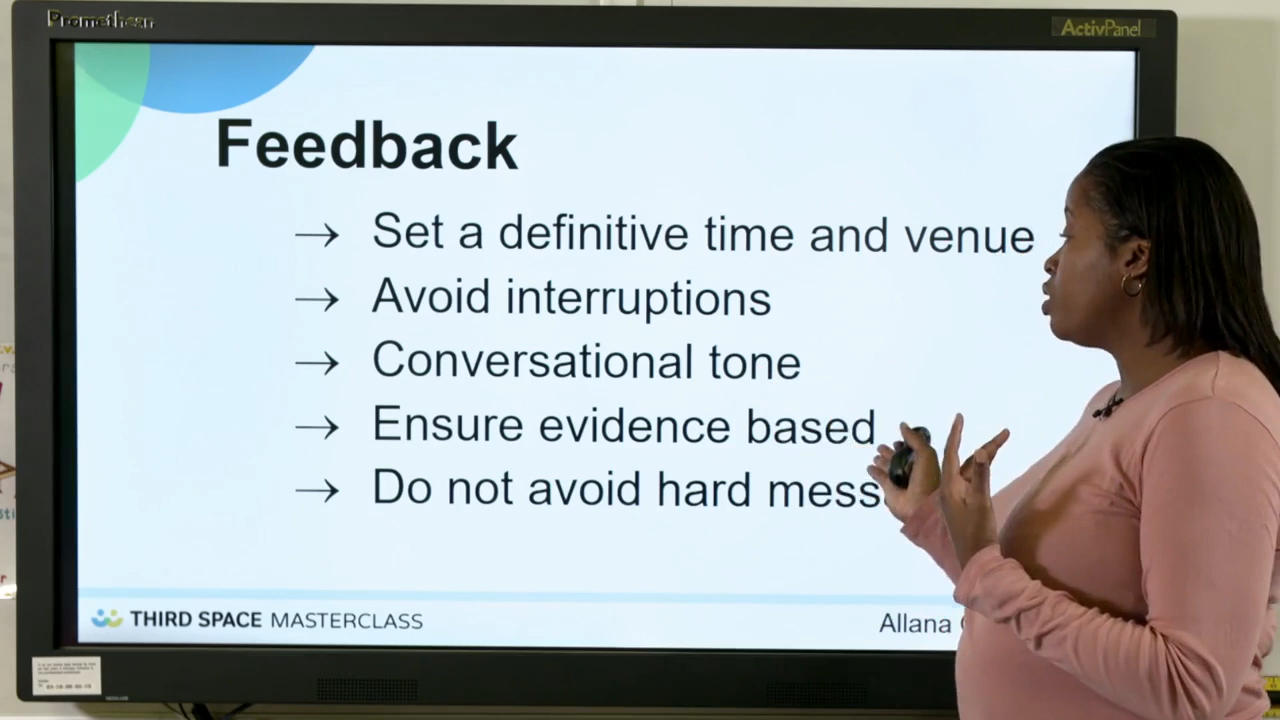 Promethean
ActivPanel
Feedback
→ Set a definitive time and venue
→ Avoid interruptions
→ Conversational tone
→ Ensure evidence based
→ Do not avoid hard mess
THIRD SPACE MASTERCLASS
Allana